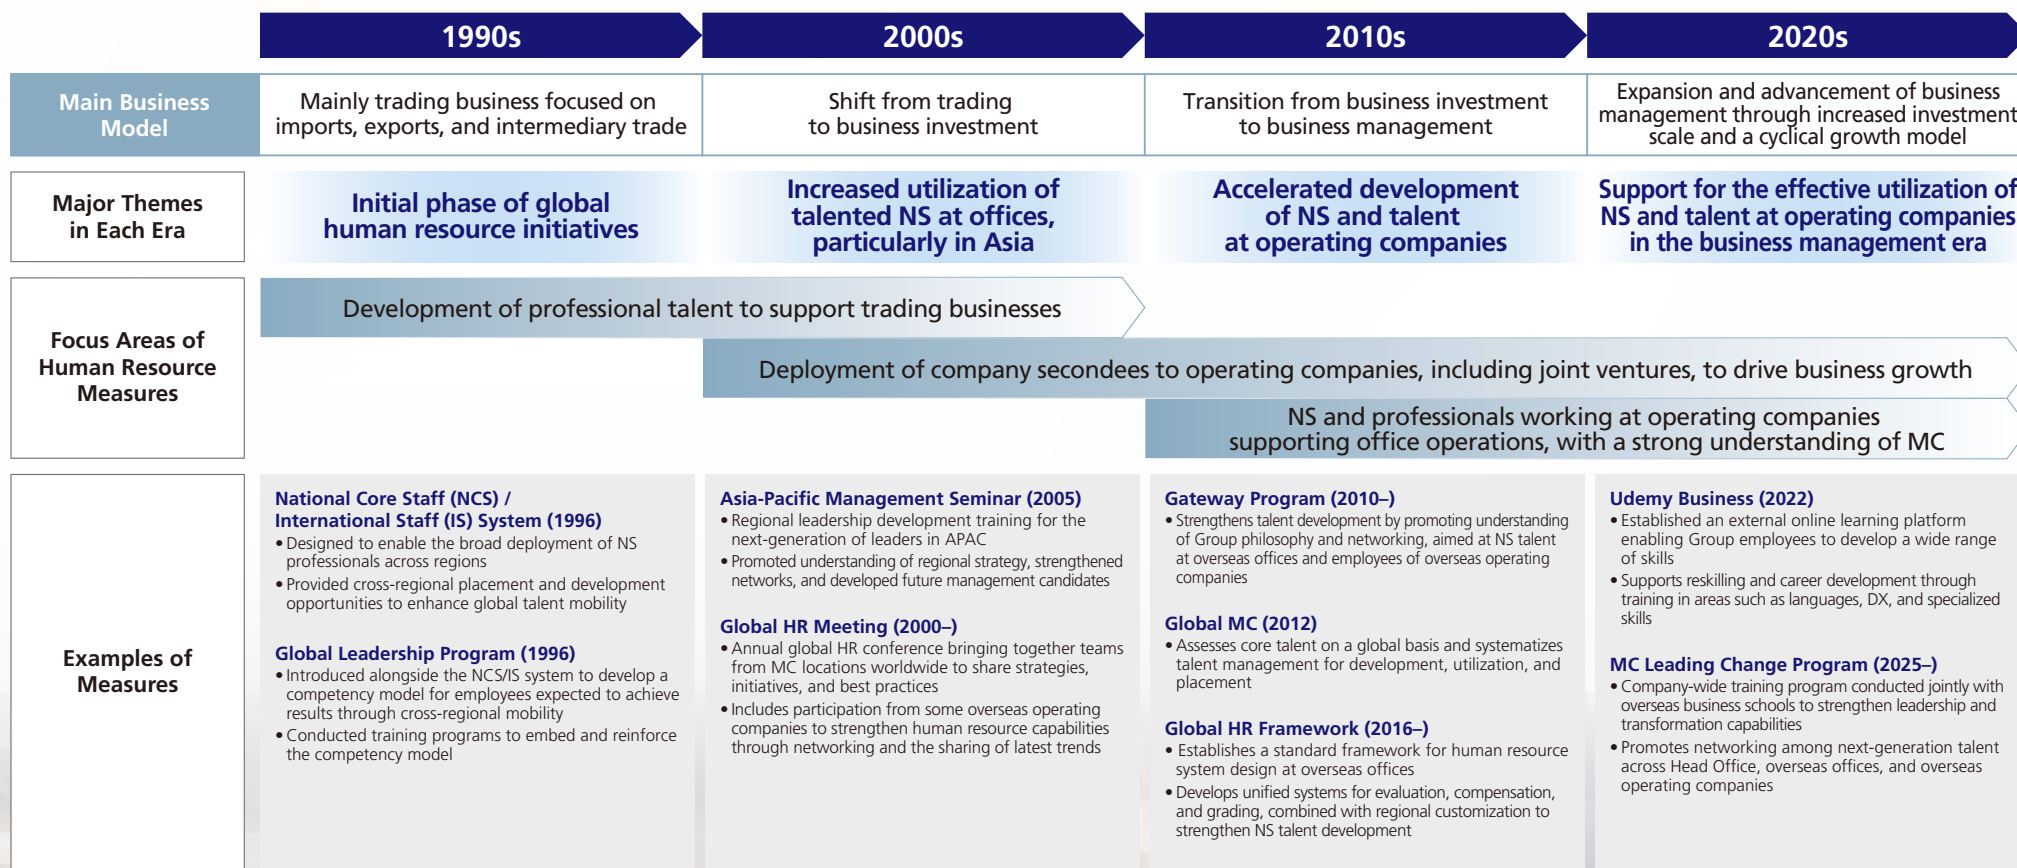 1990s
2000s
2010s
2020s
Main Business
Model
Mainly trading business focused on
imports, exports, and intermediary trade
Shift from trading
to business investment
Transition from business investment
to business management
Expansion and advancement of business
management through increased investment
scale and a cyclical growth model
Major Themes
in Each Era
Initial phase of global
human resource initiatives
Increased utilization of
talented NS at offices,
particularly in Asia
Accelerated development
of NS and talent
at operating companies
Support for the effective utilization of
NS and talent at operating companies
in the business management era
Focus Areas of
Human Resource
Measures
Development of professional talent to support trading businesses
Deployment of company secondees to operating companies, including joint ventures, to drive business growth
NS and professionals working at operating companies
supporting office operations, with a strong understanding of MC
Examples of
Measures
National Core Staff (NCS) /
International Staff (IS) System (1996)
• Designed to enable the broad deployment of NS
professionals across regions
• Provided cross-regional placement and development
opportunities to enhance global talent mobility
Global Leadership Program (1996)
• Introduced alongside the NCS/IS system to develop a
competency model for employees expected to achieve
results through cross-regional mobility
• Conducted training programs to embed and reinforce
the competency model
Asia-Pacific Management Seminar (2005)
• Regional leadership development training for the
next-generation of leaders in APAC
• Promoted understanding of regional strategy, strengthened
networks, and developed future management candidates
Global HR Meeting (2000–)
• Annual global HR conference bringing together teams
from MC locations worldwide to share strategies,
initiatives, and best practices
• Includes participation from some overseas operating
companies to strengthen human resource capabilities
through networking and the sharing of latest trends
Gateway Program (2010–)
• Strengthens talent development by promoting understanding
of Group philosophy and networking, aimed at NS talent
at overseas offices and employees of overseas operating
companies
Global MC (2012)
• Assesses core talent on a global basis and systematizes
talent management for development, utilization, and
placement
Global HR Framework (2016–)
• Establishes a standard framework for human resource
system design at overseas offices
• Develops unified systems for evaluation, compensation,
and grading, combined with regional customization to
strengthen NS talent development
Udemy Business (2022)
• Established an external online learning platform
enabling Group employees to develop a wide range
of skills
• Supports reskilling and career development through
training in areas such as languages, DX, and specialized
skills
MC Leading Change Program (2025–)
• Company-wide training program conducted jointly with
overseas business schools to strengthen leadership and
transformation capabilities
• Promotes networking among next-generation talent
across Head Office, overseas offices, and overseas
operating companies